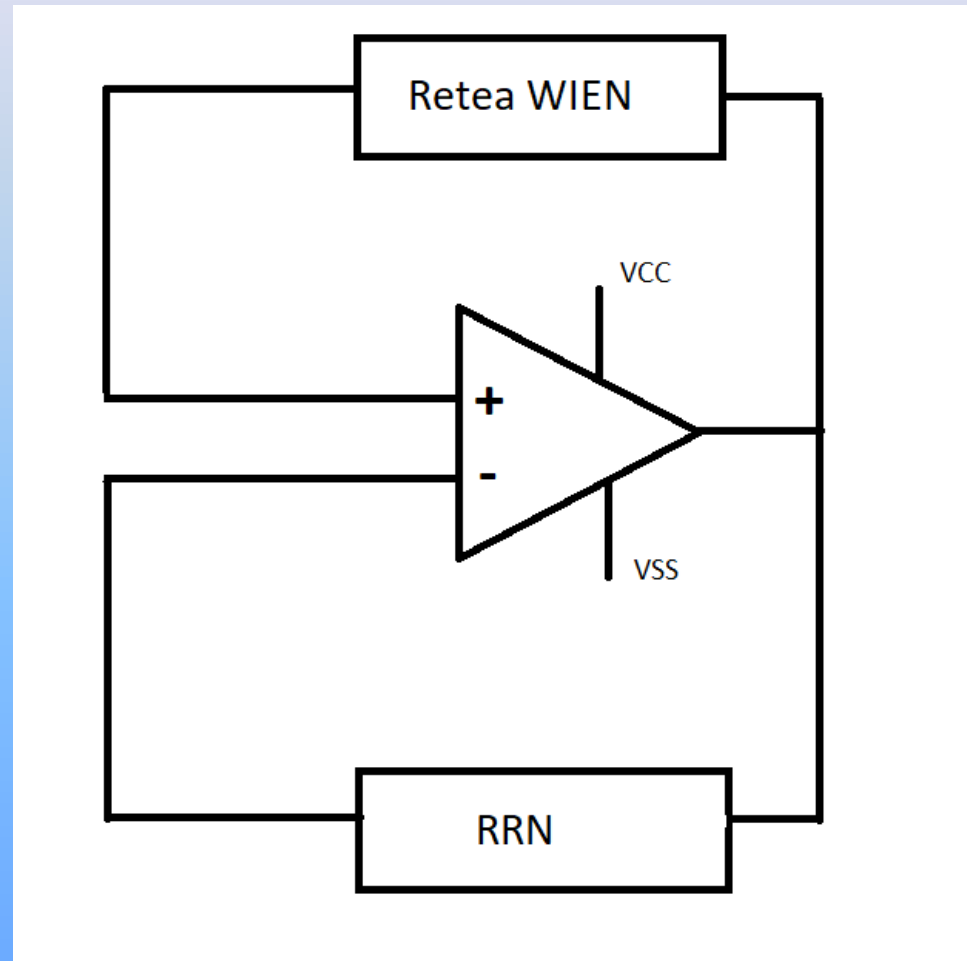 Retea WIEN
VCC
+
-
VSS
RRN